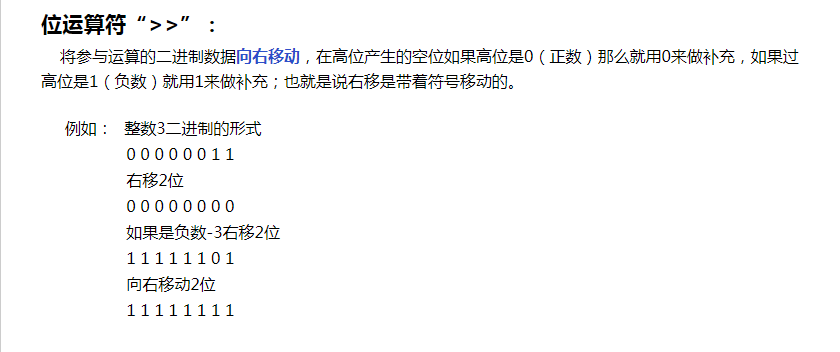 位运算符“>>”：
将参与运算的二进制数据向右移动，在高位产生的空位如果高位是0（正数）那么就用0来做补充，如果过
高位是1（负数）就用1来做补充；也就是说右移是带着符号移动的。
例如： 整数3二进制的形式
0 0 0 0 0 0 1 1
右移2位
0 0 0 0 0 0 0 0
如果是负数-3右移2位
1 1 1 1 1 1 0 1
向右移动2位
1 1 1 1 1 1 1 1